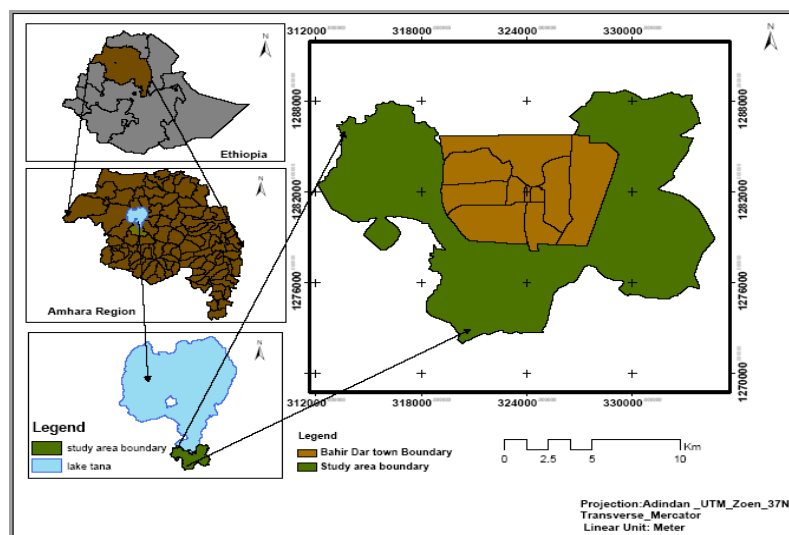 N
Ethiopia
N
Amhara Region
N
Legend
study area boundary
lake tana
312000 318000 324000 330000
N
1288000 1288000
1282000 1282000
1276000 1276000
1270000 1270000
312000 318000 324000 330000
Legend
Bahir Dar town Boundary
Study area boundary
Km
0 2.5 5 10
Projection:Adindan _UTM_Zoen_37N
Transverse_Mercator
Linear Unit: Meter